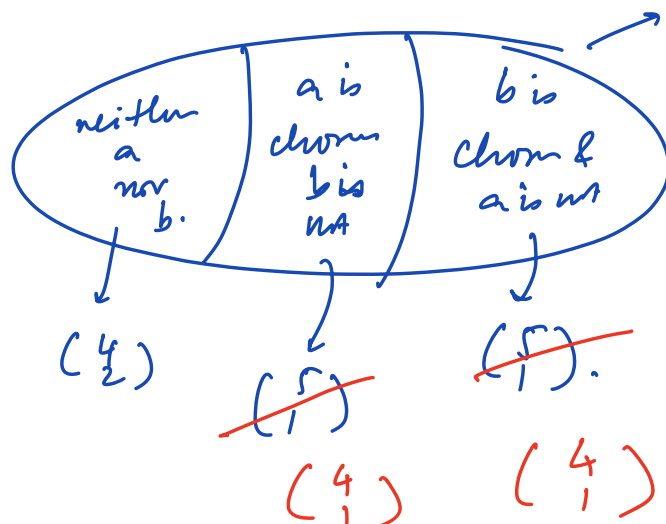 neither
a
nor
b.
a is
chosen
b is
not
b is
chosen &
a is not
(4 2)
(5 1)
(5 1).
(4 1)
(4 1)